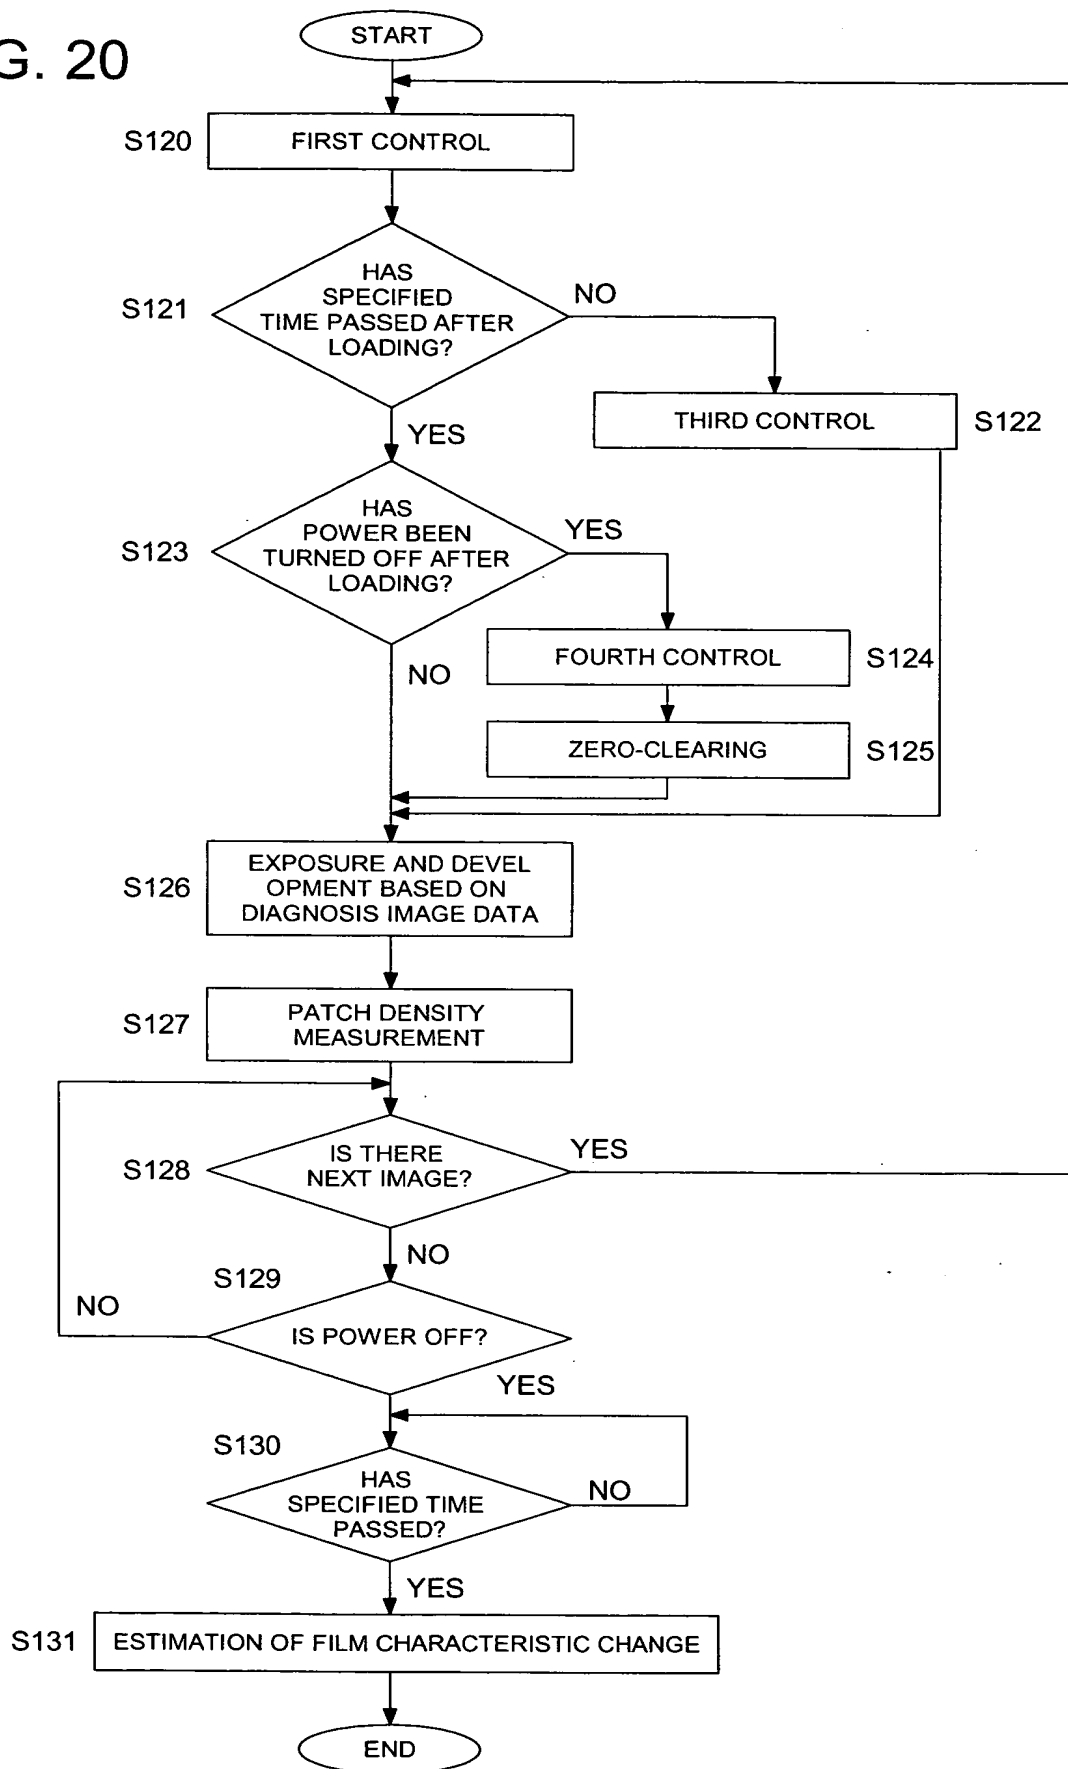 G. 20
START
S120
FIRST CONTROL
S121
HAS
SPECIFIED
TIME PASSED AFTER
LOADING?
NO
THIRD CONTROL
S122
YES
S123
HAS
POWER BEEN
TURNED OFF AFTER
LOADING?
YES
FOURTH CONTROL
S124
NO
ZERO-CLEARING
S125
S126
EXPOSURE AND DEVEL
OPMENT BASED ON
DIAGNOSIS IMAGE DATA
S127
PATCH DENSITY
MEASUREMENT
S128
IS THERE
NEXT IMAGE?
YES
NO
S129
NO
IS POWER OFF?
YES
S130
HAS
SPECIFIED TIME
PASSED?
NO
YES
S131
ESTIMATION OF FILM CHARACTERISTIC CHANGE
END